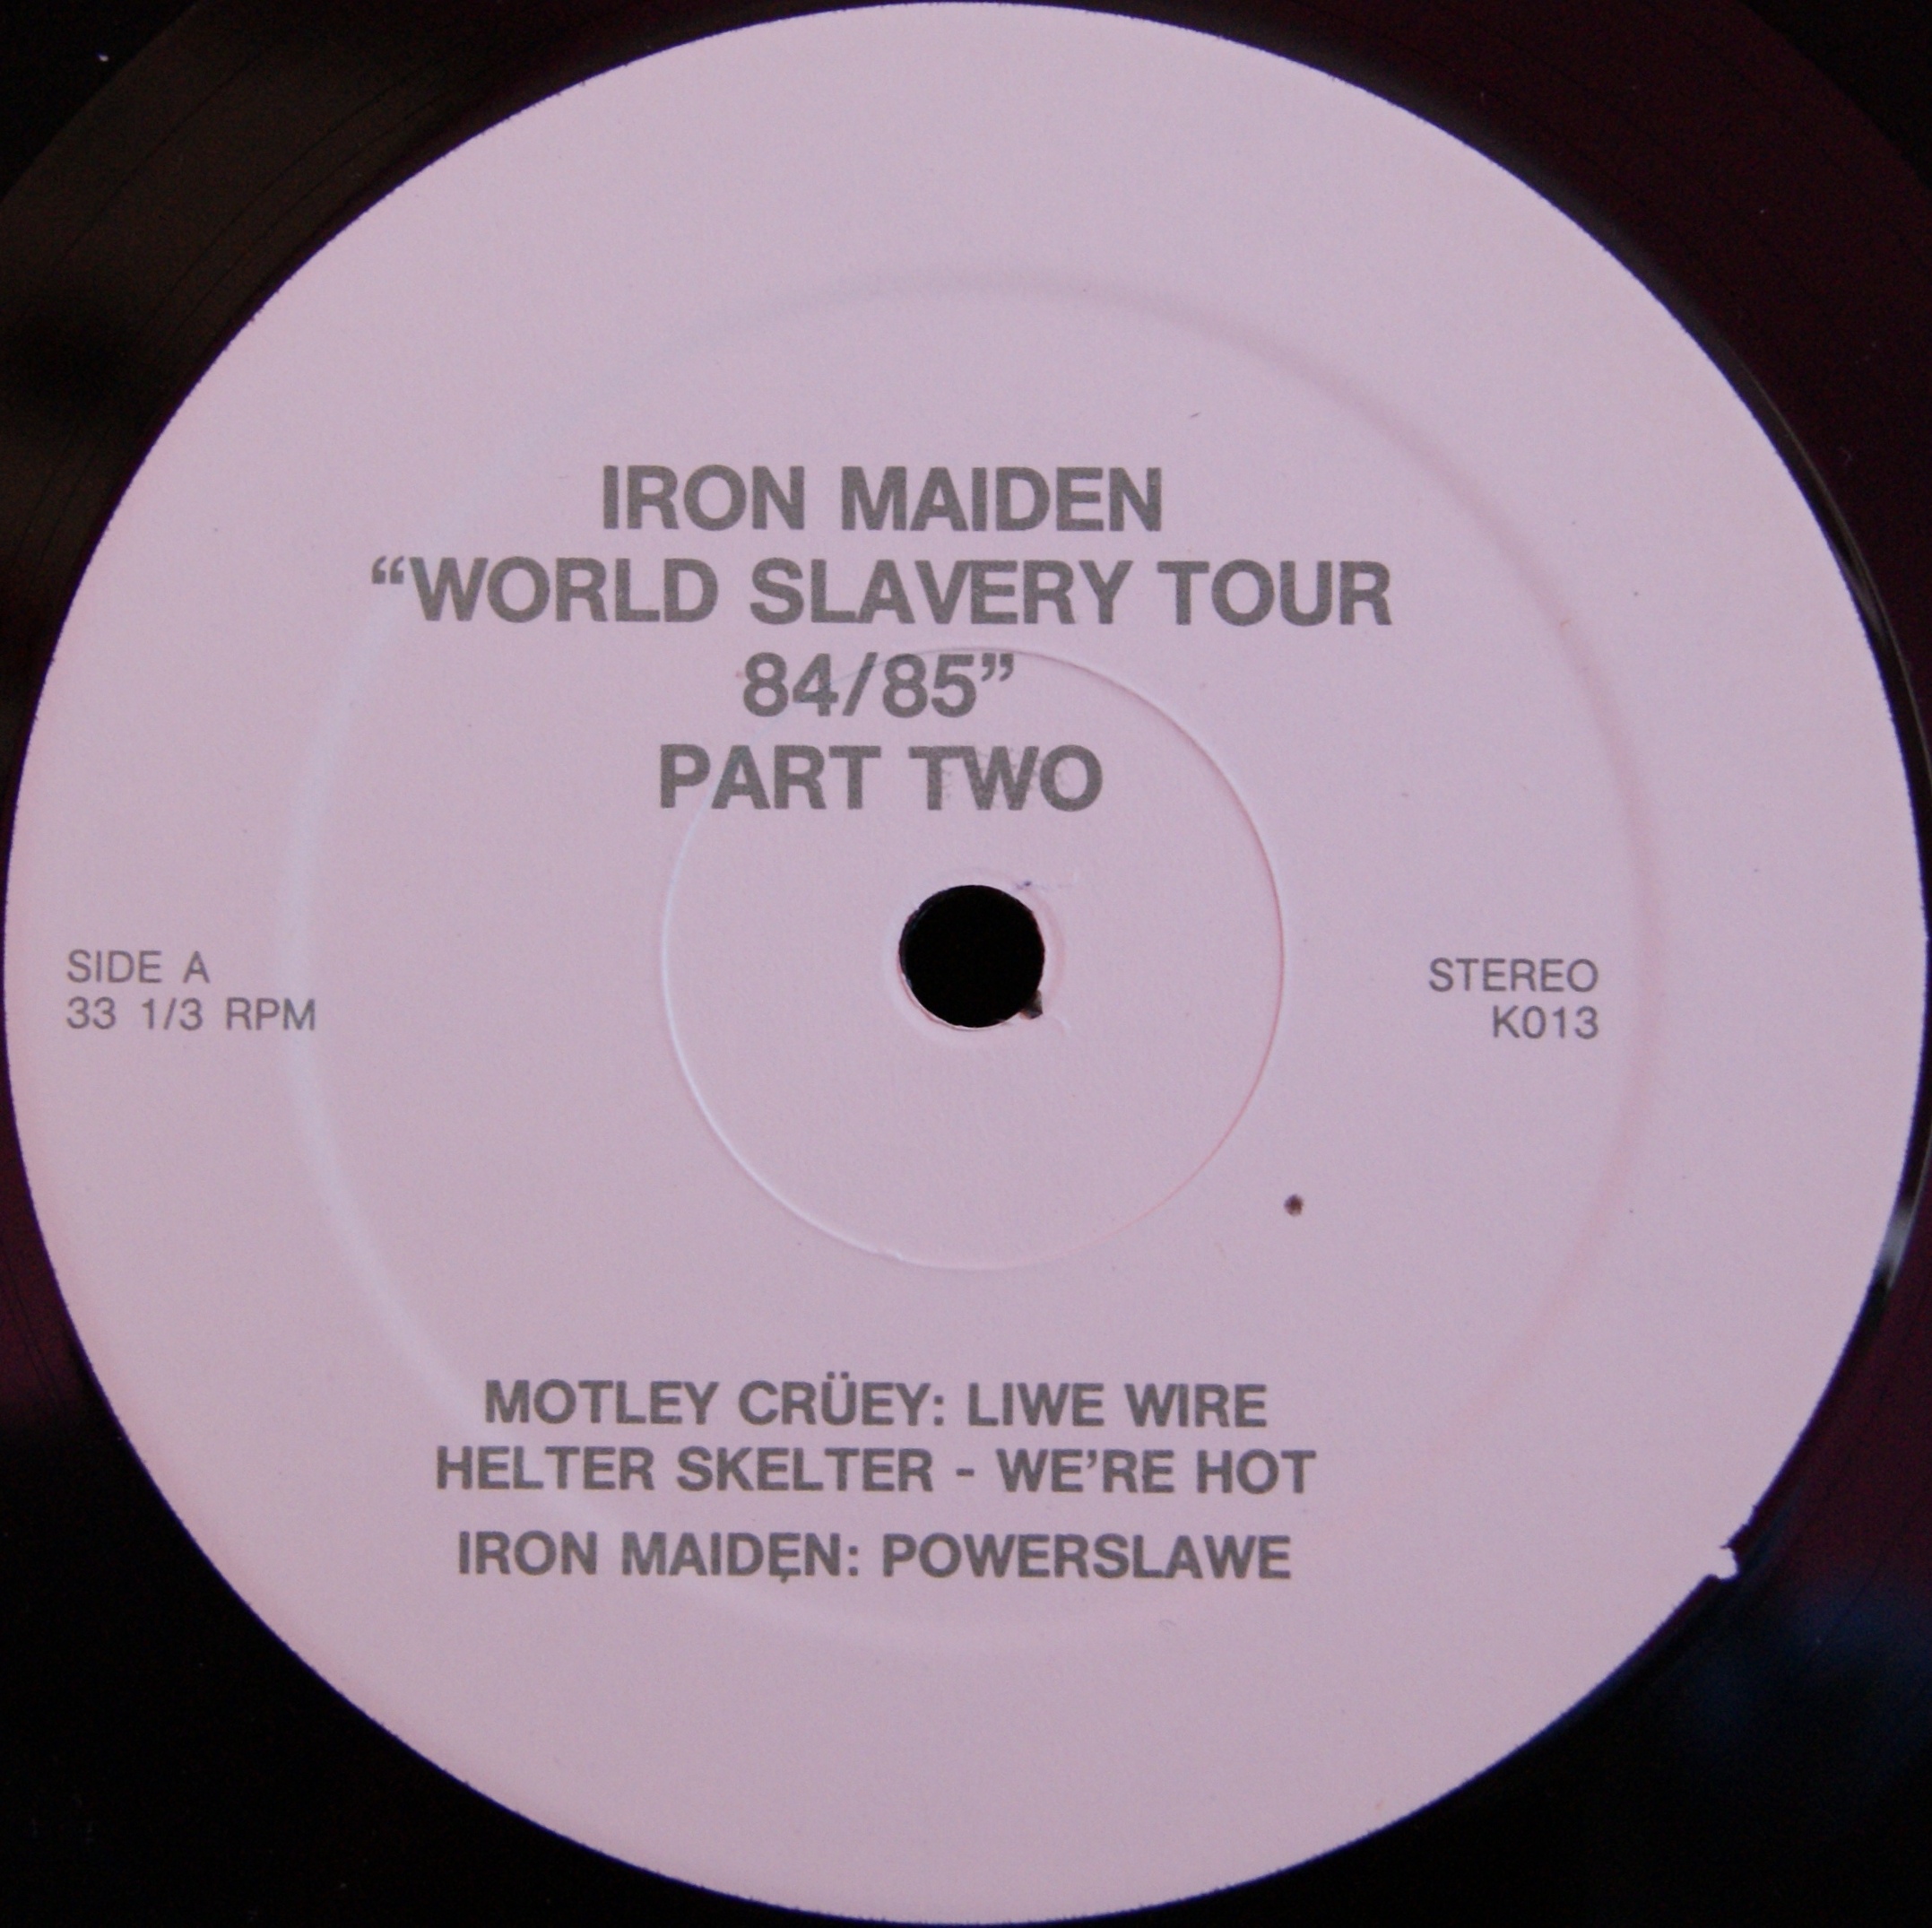 IRON MAIDEN
“WORLD SLAVERY TOUR
84/85”
PART TWO
SIDE A
33 1/3 RPM
STEREO
K013
MOTLEY CRÜEY: LIWE WIRE
HELTER SKELTER - WE’RE HOT
IRON MAIDEN: POWERSLAWE